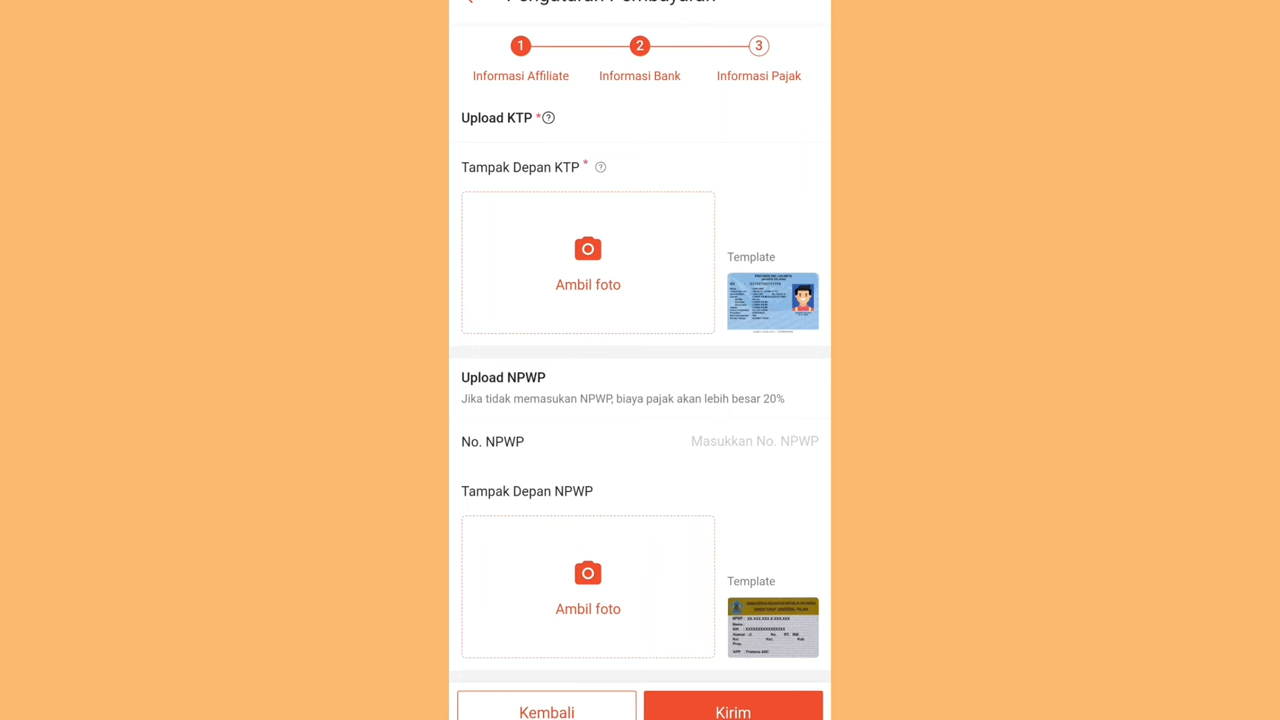 Pengaturan Pembayaran
1 2 3
Informasi Affiliate Informasi Bank Informasi Pajak
Upload KTP *
Tampak Depan KTP *
Ambil foto
Template
Upload NPWP
Jika tidak memasukan NPWP, biaya pajak akan lebih besar 20%
No. NPWP Masukkan No. NPWP
Tampak Depan NPWP
Ambil foto
Template
Kembali Kirim